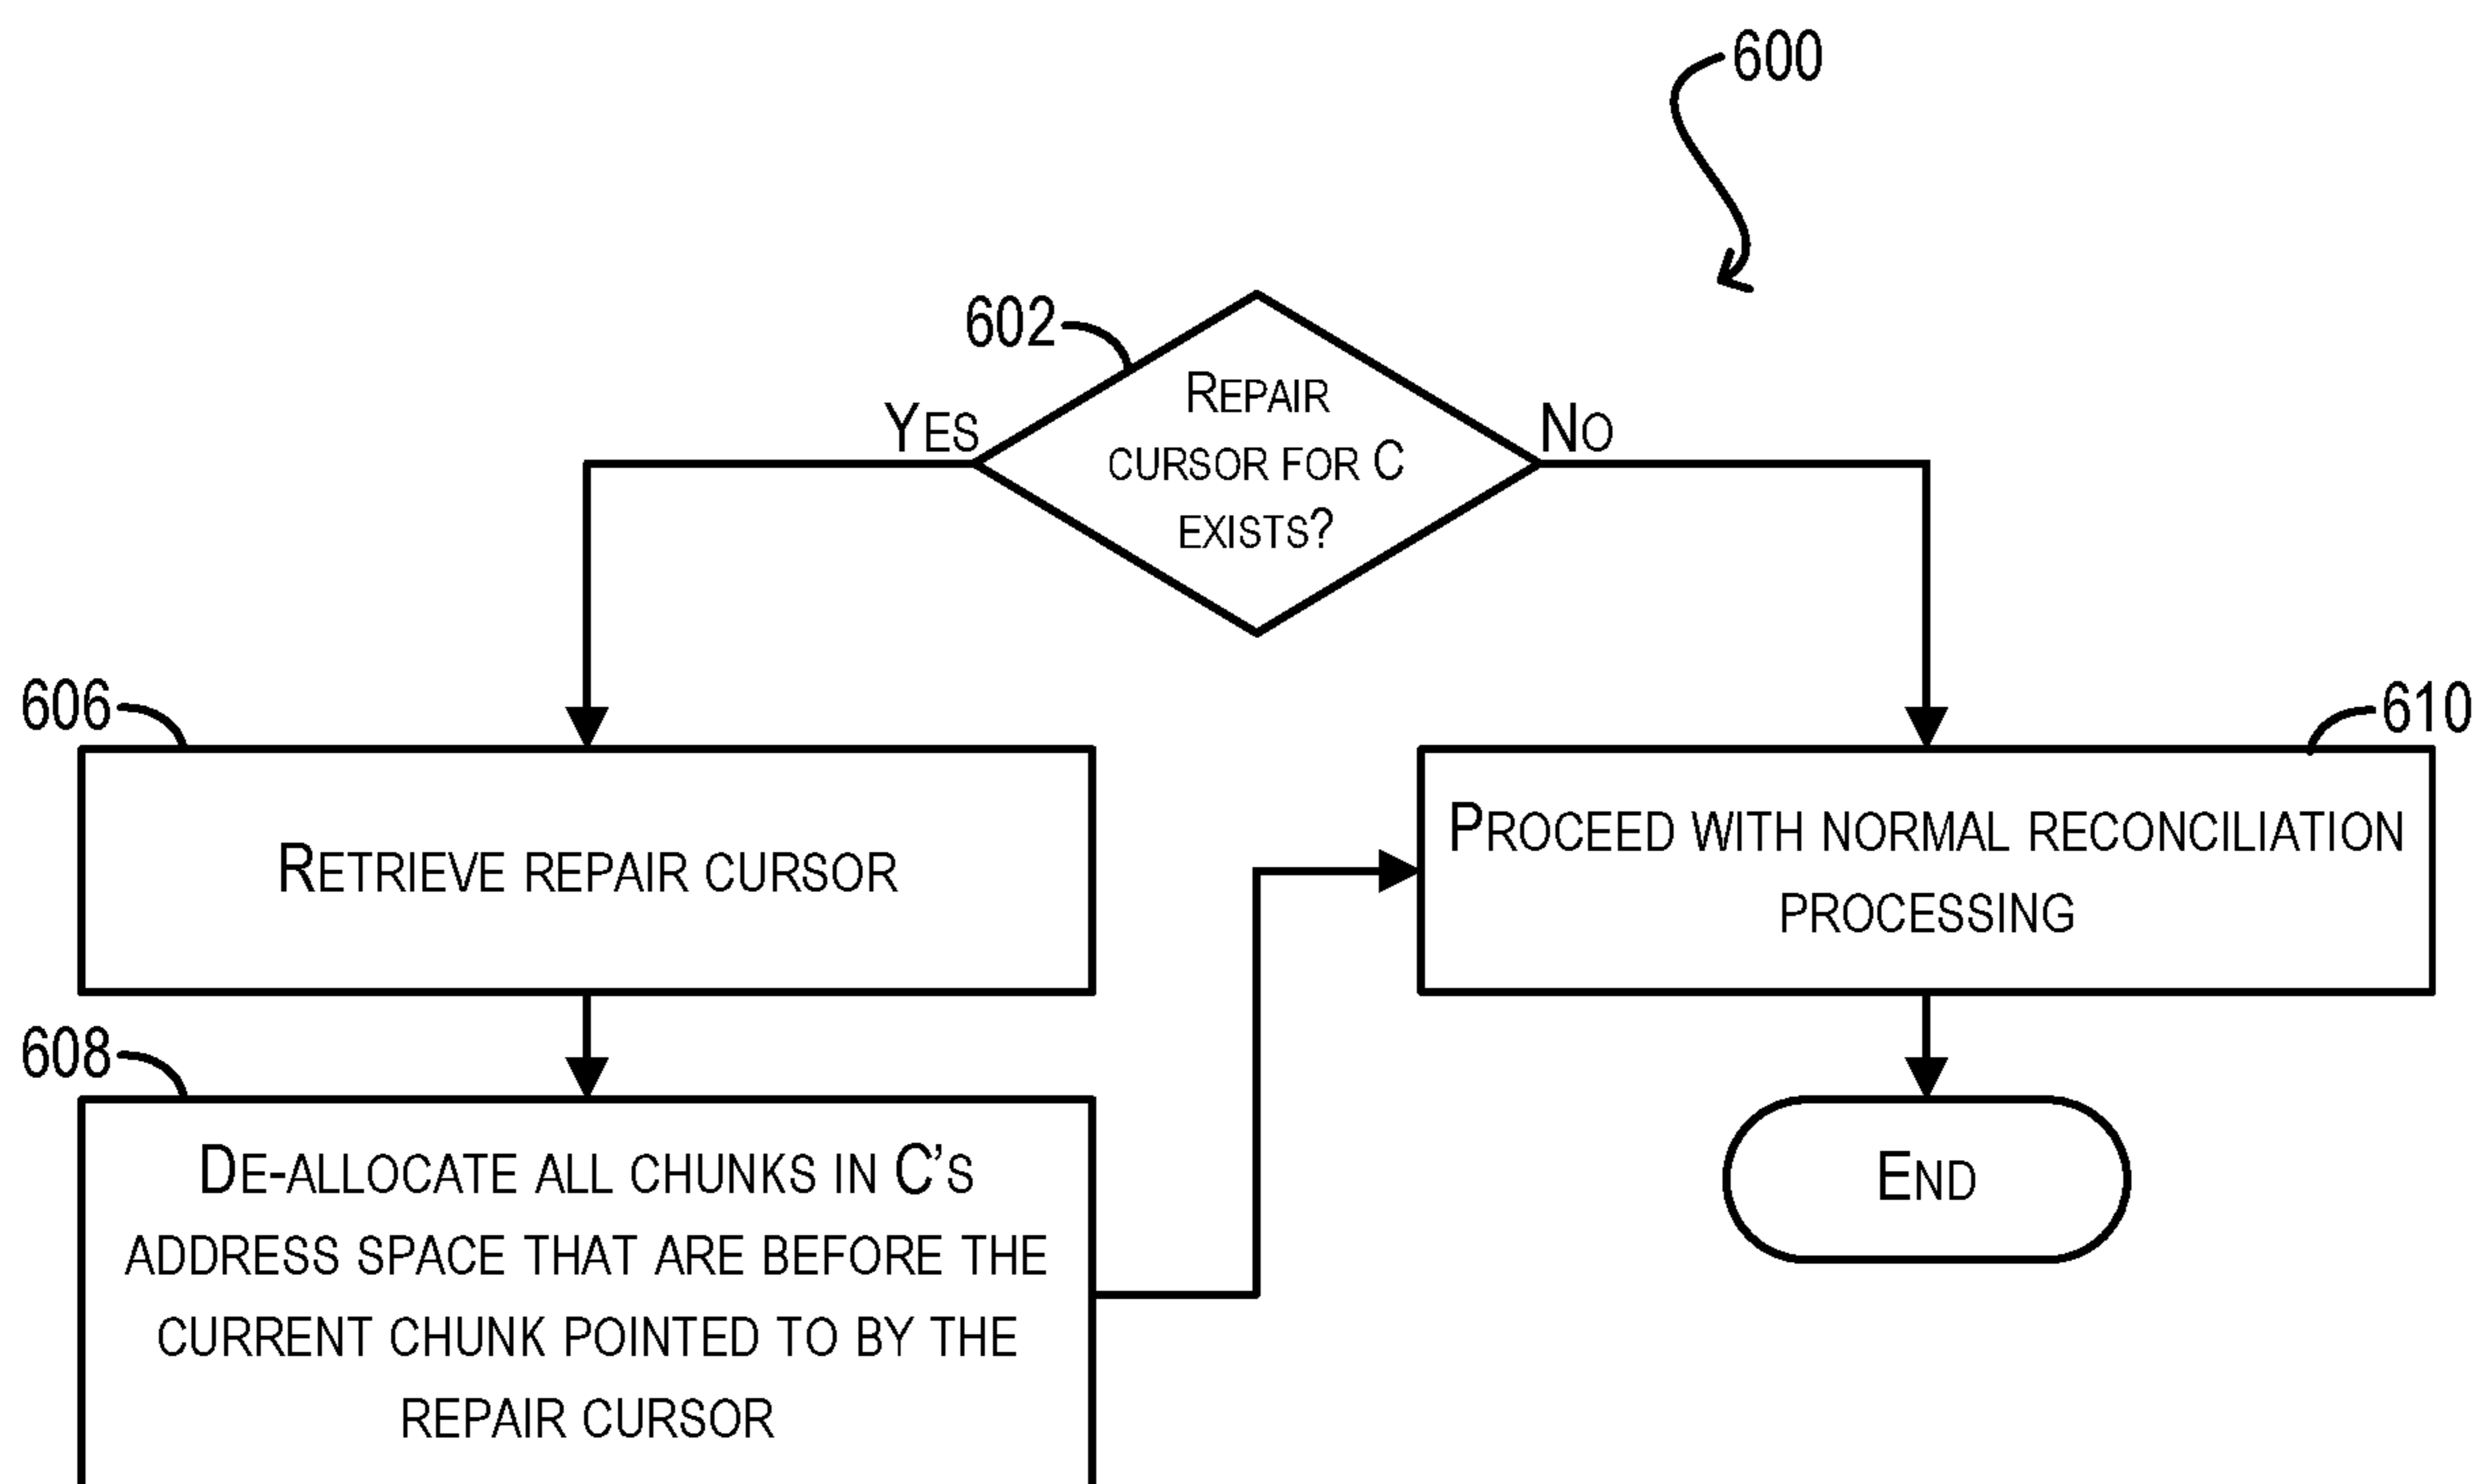 600
602
REPAIR
CURSOR FOR C
EXISTS?
YES
NO
606
RETRIEVE REPAIR CURSOR
610
PROCEED WITH NORMAL RECONCILIATION
PROCESSING
608
DE-ALLOCATE ALL CHUNKS IN C'S
ADDRESS SPACE THAT ARE BEFORE THE
CURRENT CHUNK POINTED TO BY THE
REPAIR CURSOR
END